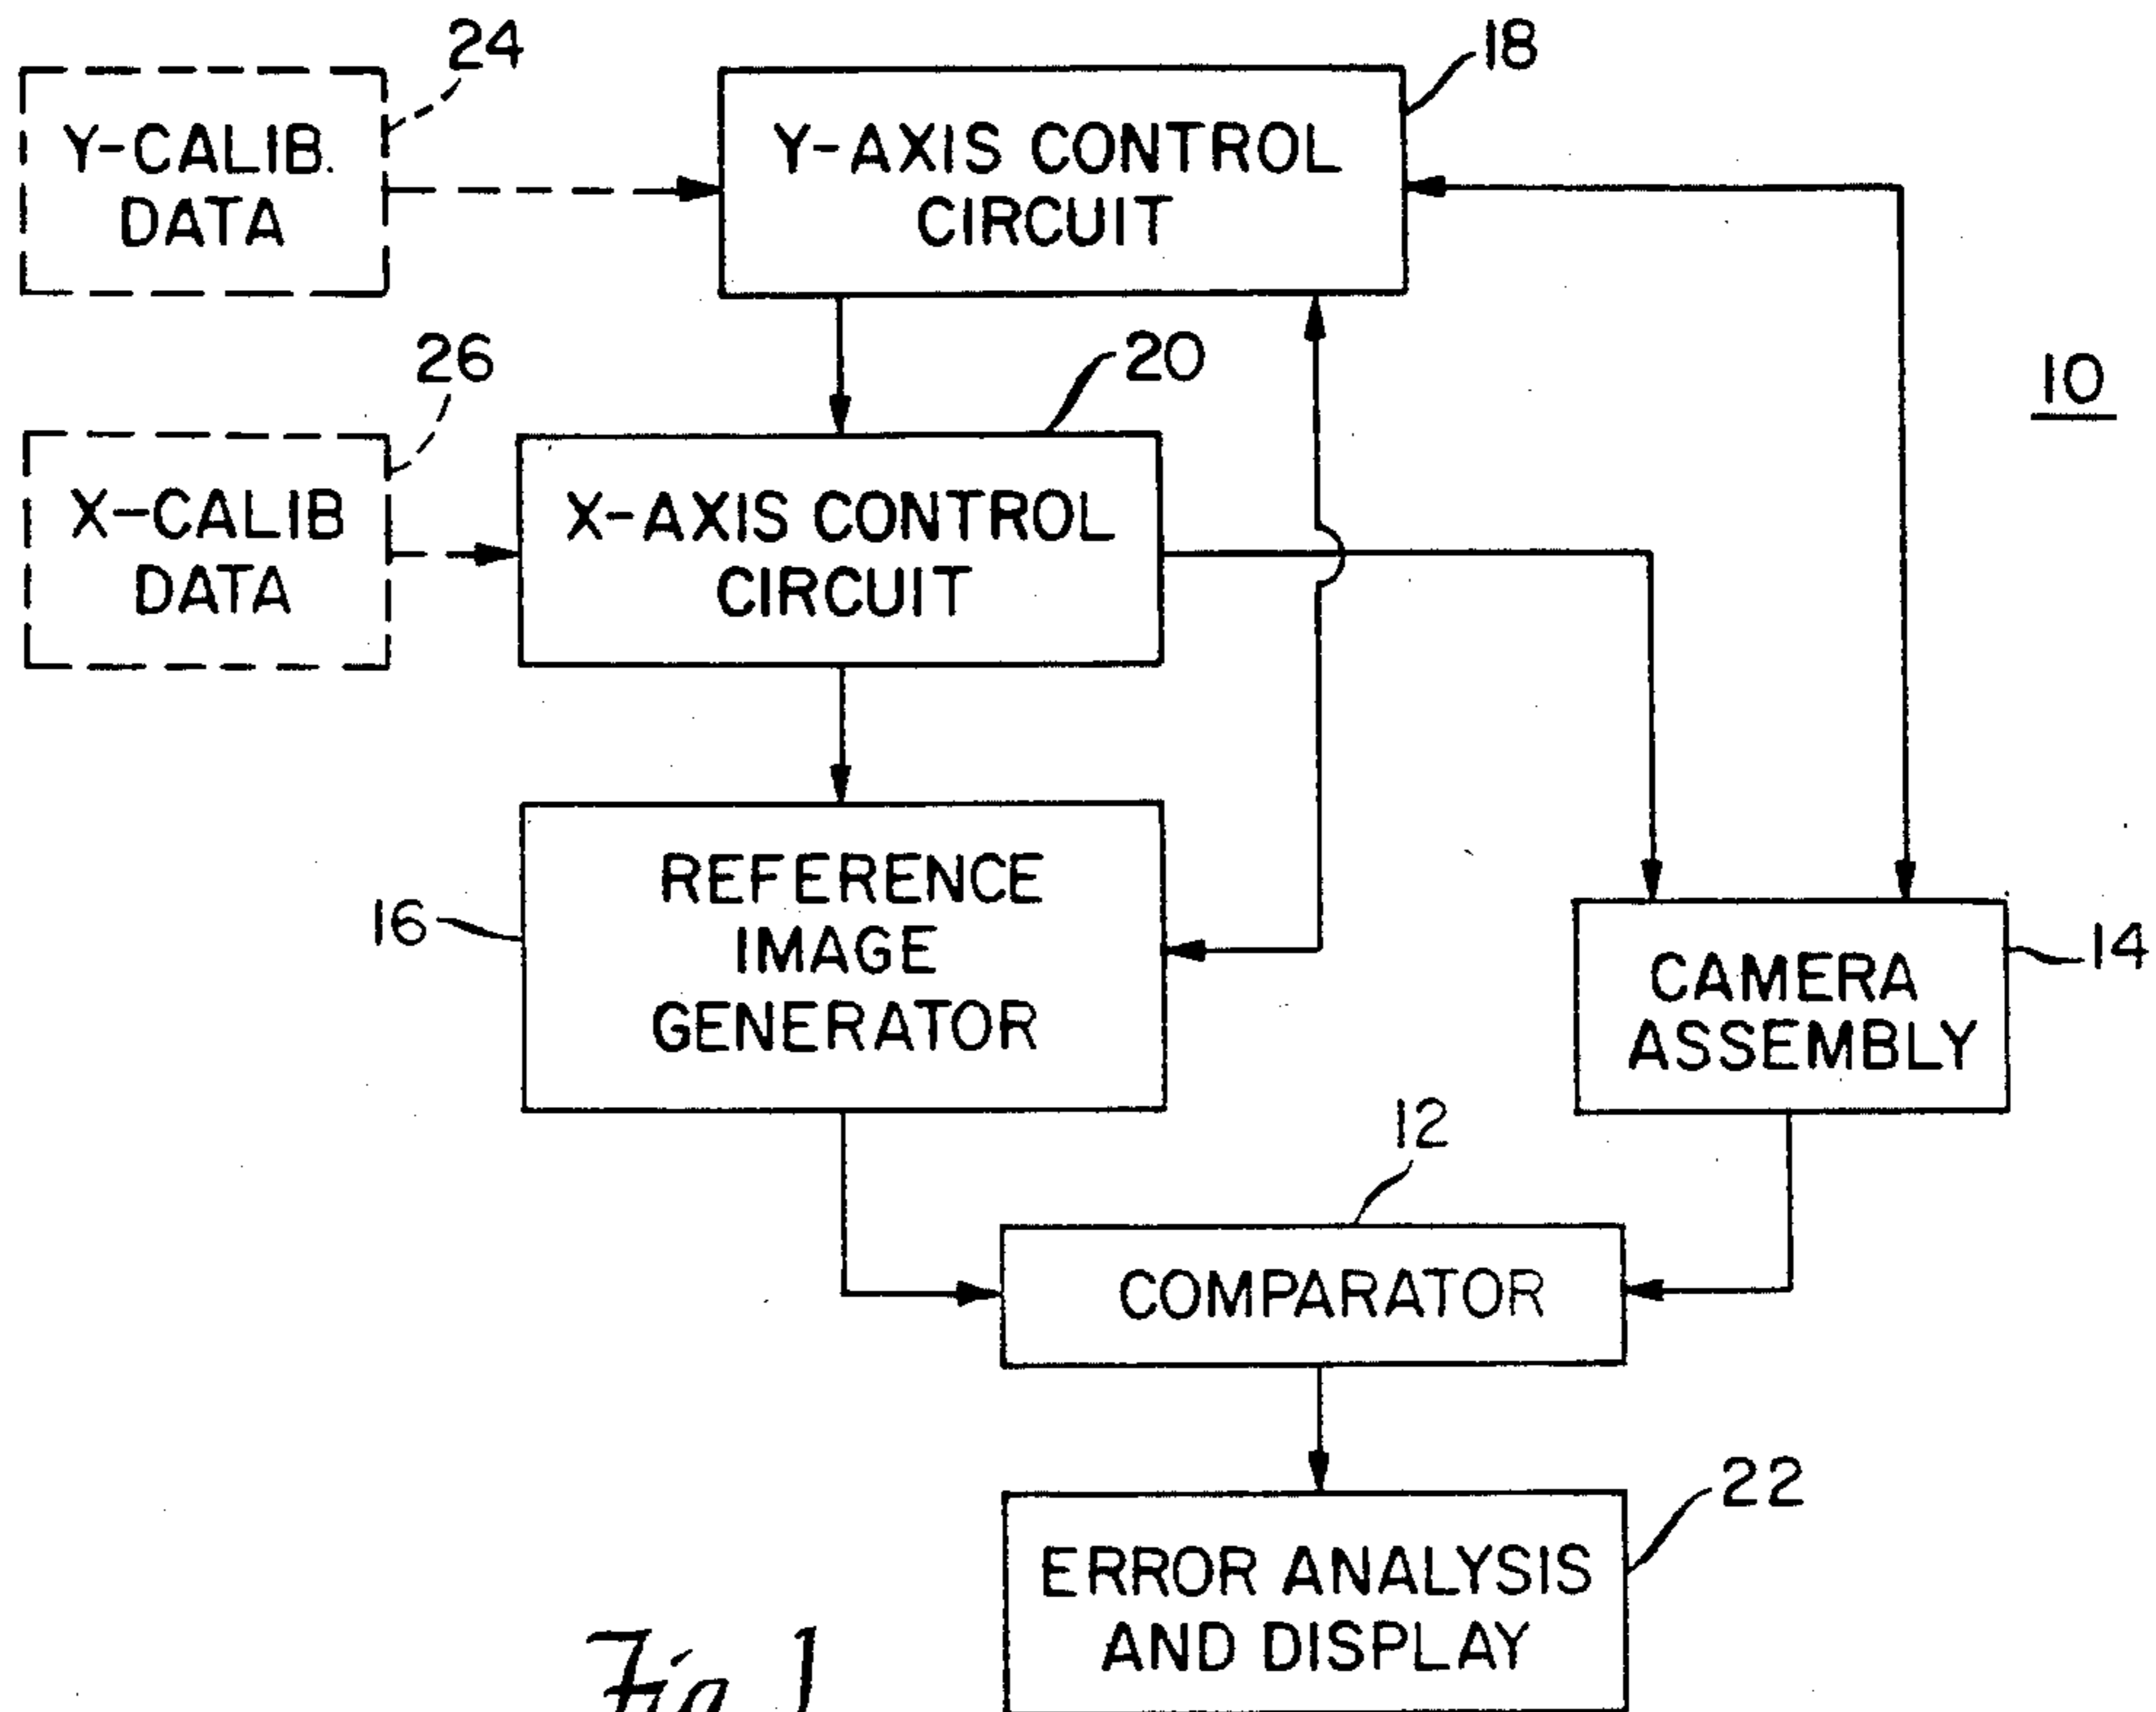 24
18
Y-CALIB.
DATA
Y-AXIS CONTROL
CIRCUIT
26
20
10
X-CALIB
DATA
X-AXIS CONTROL
CIRCUIT
16
REFERENCE
IMAGE
GENERATOR
14
CAMERA
ASSEMBLY
12
COMPARATOR
22
ERROR ANALYSIS
AND DISPLAY
Fig. 1